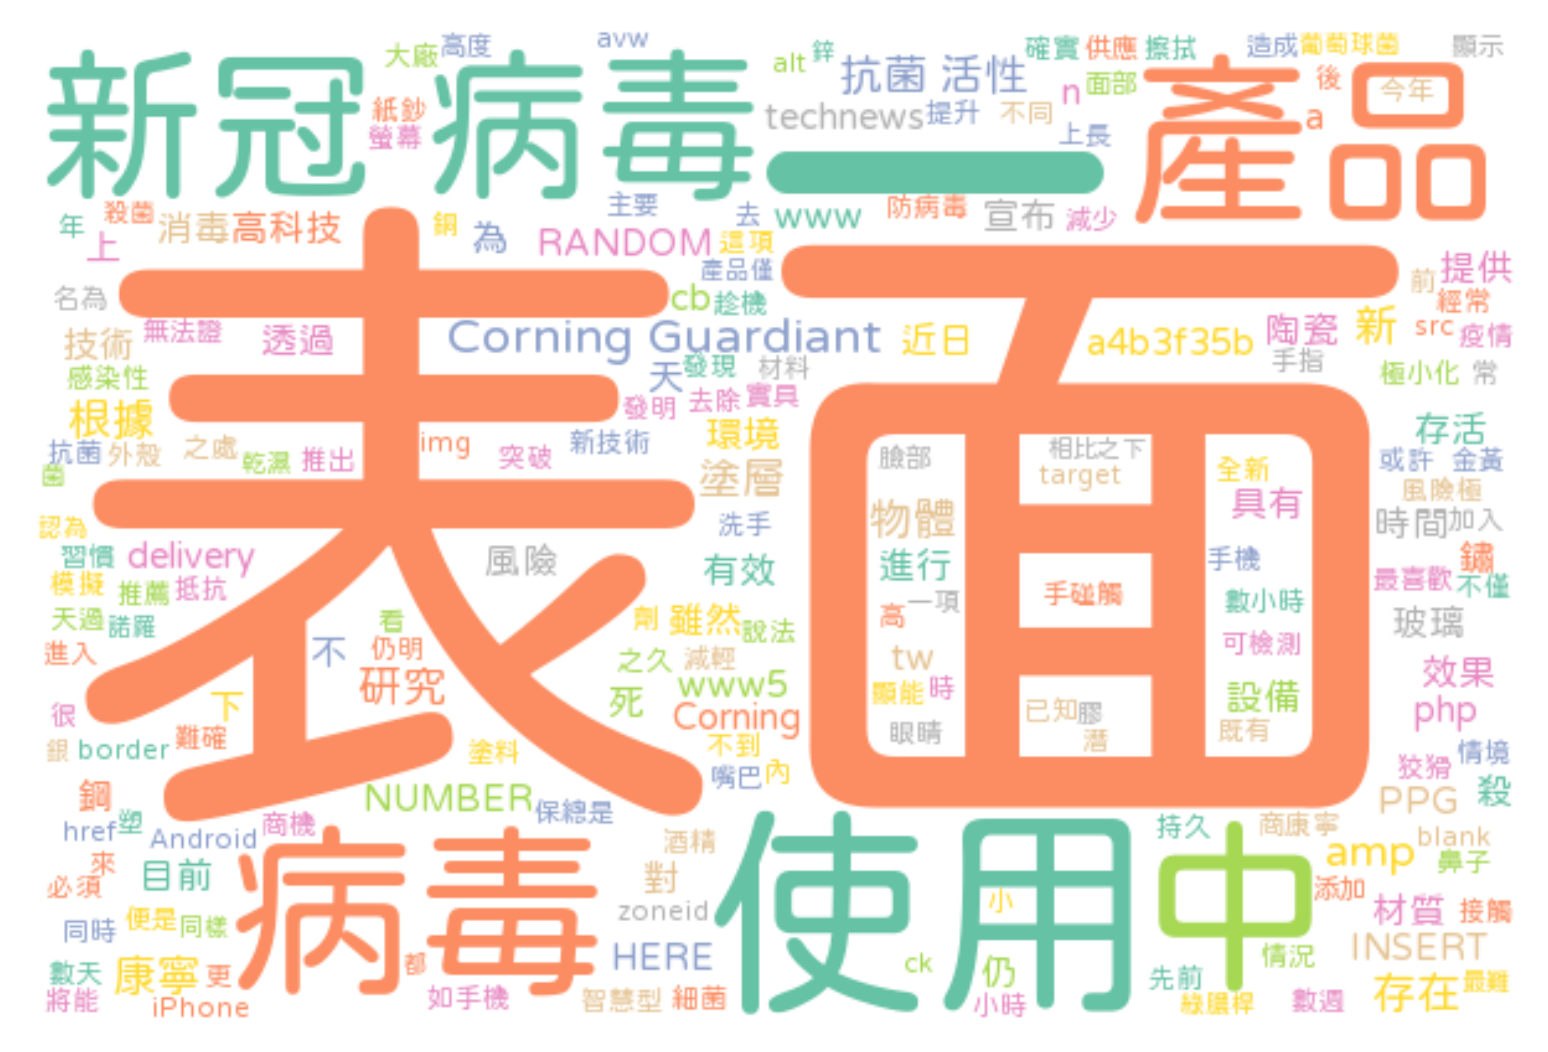 大廠 高度 avw alt 鋅 抗菌 活性 確實 供應 擦拭 造成 葡萄球菌 顯示
新冠 病毒 一 產品
紙鈔 technews 提升 不同 n 面部 後 今年
螢幕 上長 a
年 殺菌 消毒 高科技 銅 為 主要 去 www 防病毒 宣布 減少
上 RANDOM 這項 提供
名為 產品僅 cb 趁機 前 經常
技術 無法證 透過 Corning Guardiant 近日 a4b3f35b 陶瓷 新 src 疫情
感染性 天 發現 材料 手指 極小化 常
根據 發明 去除 實具 存活
表面
抗菌 外殼 之處 乾濕 推出 img 突破 新技術 環境 臉部 相比之下 target 全新 或許 金黃
菌 塗層 具有 風險極
認為 洗手 物體 時間 加入
習慣 delivery 風險 有效 進行 手機 鏽
模擬 推薦 抵抗 手碰觸 數小時 最喜歡 不僅
天過 諾羅 看 劑 雖然 說法 高 一項 可檢測 玻璃
進入 不 仍明 之久 減輕 tw
研究 死 www5 顯能 時 設備 效果
很 下 Corning 已知 膠 php
銀 border 難確 塗料 不到 眼睛 潛 既有 情境
鋼 嘴巴 內 狡猾 殺
NUMBER 保總是 PPG
href 塑 Android 商機 持久 商康寧 blank
來 目前 病毒 酒精 使用 中 amp 鼻子
必須 對 小 添加
同時 便是 同樣 zoneid 材質 接觸
數天 康寧 更 都 HERE ck 仍 情況 INSERT
將能 iPhone 如手機 智慧型 細菌 小時 先前 綠膿桿 數週 存在 最難